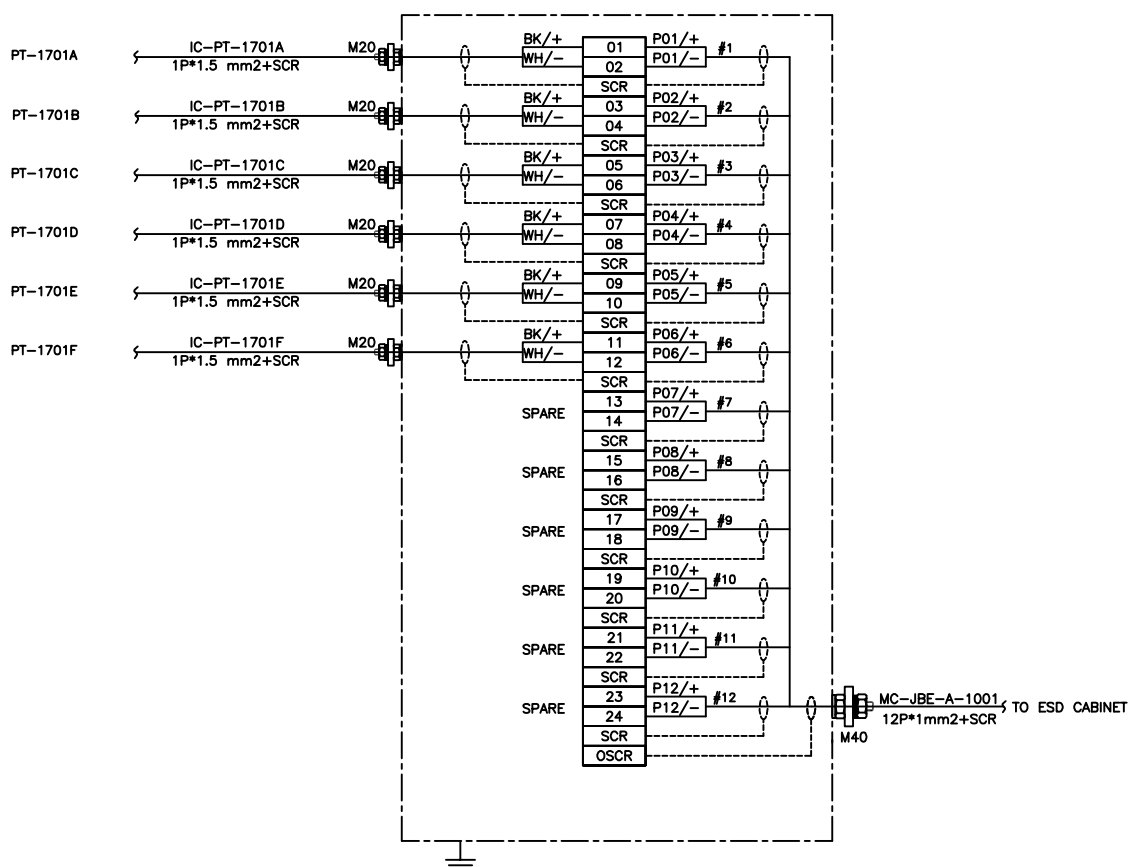 PT-1701A IC-PT-1701A M20 BK/+ 01 P01/+ #1
1P*1.5 mm2+SCR WH/- 02 P01/-
SCR
PT-1701B IC-PT-1701B M20 BK/+ 03 P02/+ #2
1P*1.5 mm2+SCR WH/- 04 P02/-
SCR
PT-1701C IC-PT-1701C M20 BK/+ 05 P03/+ #3
1P*1.5 mm2+SCR WH/- 06 P03/-
SCR
PT-1701D IC-PT-1701D M20 BK/+ 07 P04/+ #4
1P*1.5 mm2+SCR WH/- 08 P04/-
SCR
PT-1701E IC-PT-1701E M20 BK/+ 09 P05/+ #5
1P*1.5 mm2+SCR WH/- 10 P05/-
SCR
PT-1701F IC-PT-1701F M20 BK/+ 11 P06/+ #6
1P*1.5 mm2+SCR WH/- 12 P06/-
SCR
SPARE 13 P07/+ #7
14 P07/-
SCR
SPARE 15 P08/+ #8
16 P08/-
SCR
SPARE 17 P09/+ #9
18 P09/-
SCR
SPARE 19 P10/+ #10
20 P10/-
SCR
SPARE 21 P11/+ #11
22 P11/-
SCR
SPARE 23 P12/+ #12 MC-JBE-A-1001 TO ESD CABINET
24 P12/- 12P*1mm2+SCR
SCR M40
OSCR